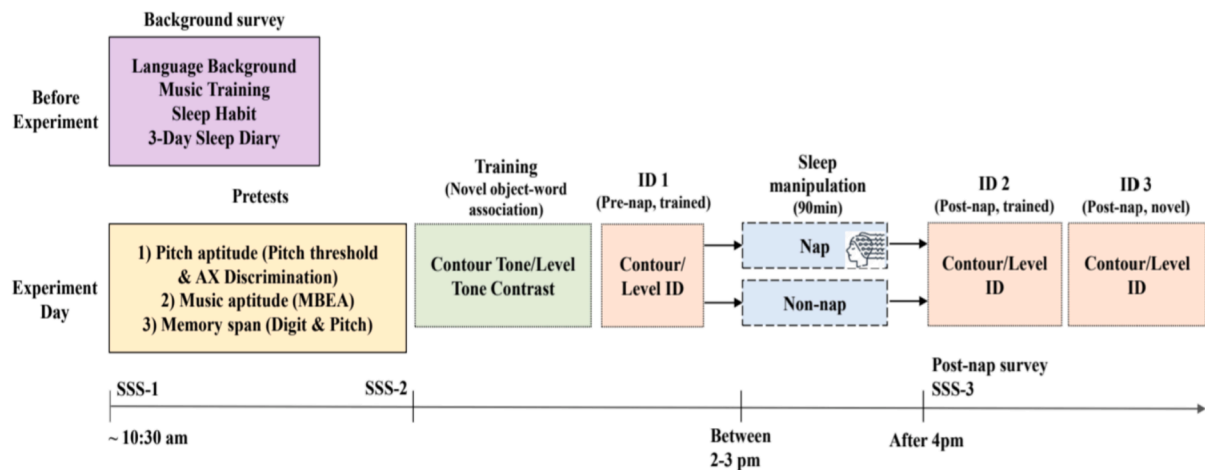 Background survey
Before
Experiment
Language Background
Music Training
Sleep Habit
3-Day Sleep Diary
Pretests
Training
(Novel object-word
association)
ID 1
(Pre-nap, trained)
Sleep
manipulation
(90min)
ID 2
(Post-nap, trained)
ID 3
(Post-nap, novel)
Experiment
Day
1) Pitch aptitude (Pitch threshold
& AX Discrimination)
2) Music aptitude (MBEA)
3) Memory span (Digit & Pitch)
Contour Tone/Level
Tone Contrast
Contour/
Level ID
Nap
Non-nap
Contour/Level
ID
Contour/Level
ID
SSS-1
SSS-2
Post-nap survey
SSS-3
~ 10:30 am
Between
2-3 pm
After 4pm